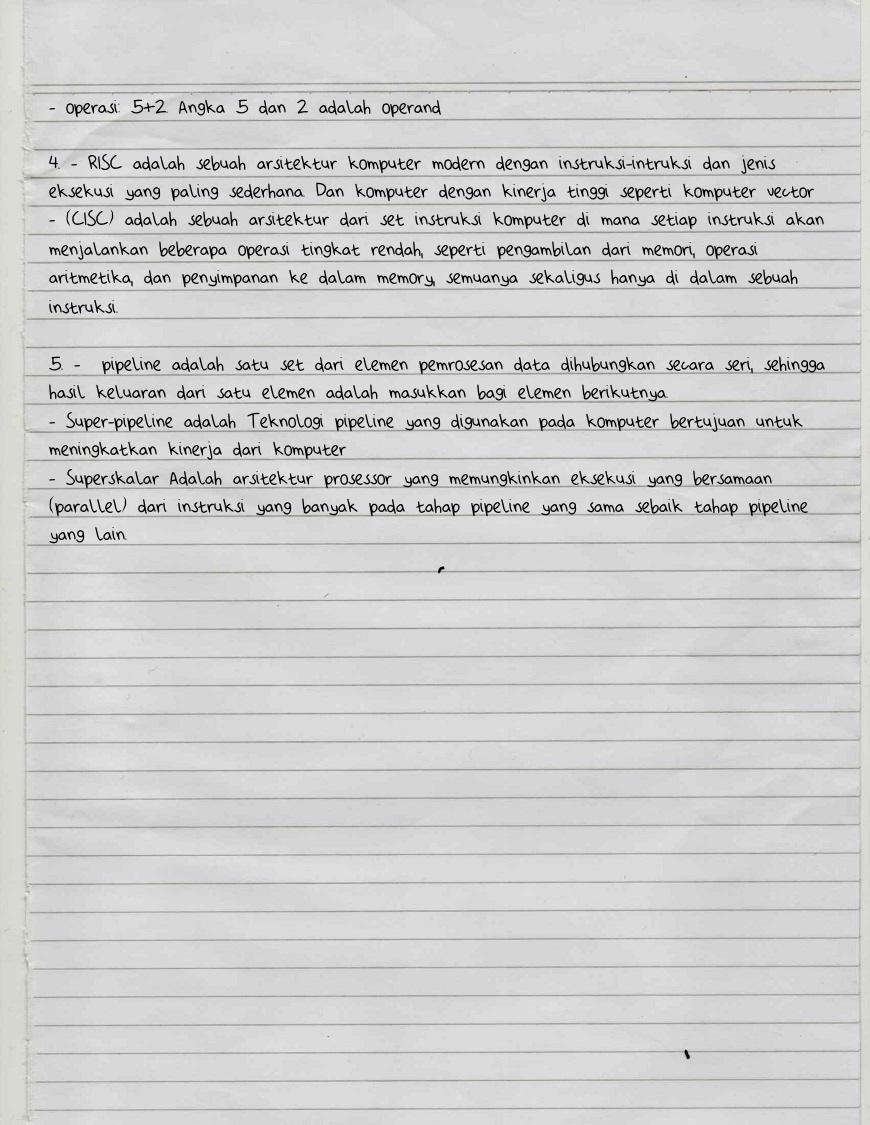 - operasi: 5+2 Angka 5 dan 2 adalah operand
4. - RISC adalah sebuah arsitektur komputer modern dengan instruksi-intruksi dan jenis
eksekusi yang paling sederhana. Dan komputer dengan kinerja tinggi seperti komputer vector
- (CISC) adalah sebuah arsitektur dari set instruksi komputer di mana setiap instruksi akan
menjalankan beberapa operasi tingkat rendah, seperti pengambilan dari memori, operasi
aritmetika, dan penyimpanan ke dalam memory, semuanya sekaligus hanya di dalam sebuah
instruksi.
5. - pipeline adalah satu set dari elemen pemrosesan data dihubungkan secara seri, sehingga
hasil keluaran dari satu elemen adalah masukkan bagi elemen berikutnya.
- Super-pipeline adalah Teknologi pipeline yang digunakan pada komputer bertujuan untuk
meningkatkan kinerja dari komputer
- Superskalar Adalah arsitektur prosessor yang memungkinkan eksekusi yang bersamaan
(parallel) dari instruksi yang banyak pada tahap pipeline yang sama sebaik tahap pipeline
yang lain.